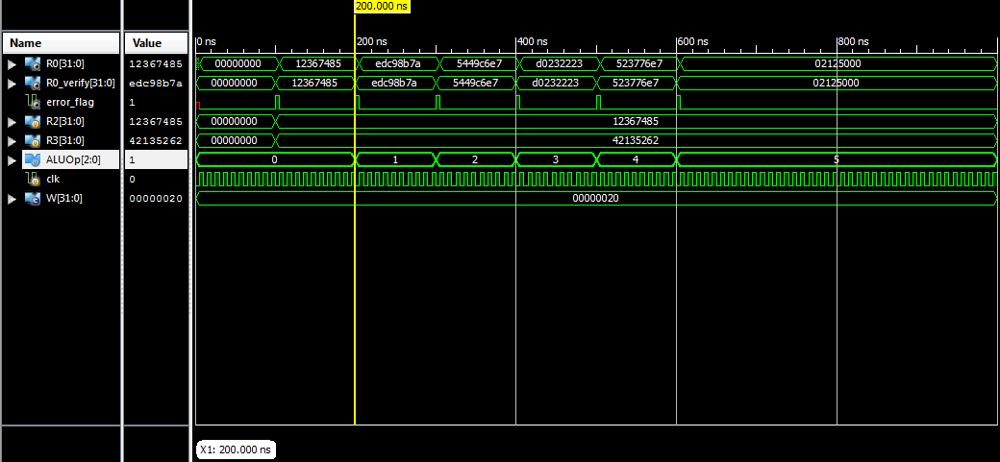 200.000 ns
Name Value
0 ns 200 ns 400 ns 600 ns 800 ns
R0[31:0] 12367485 00000000 12367485 edc98b7a 5449c6e7 d0232223 523776e7 02125000
R0_verify[31:0] edc98b7a 00000000 12367485 edc98b7a 5449c6e7 d0232223 523776e7 02125000
error_flag 1
R2[31:0] 12367485 00000000 12367485
R3[31:0] 42135262 00000000 42135262
ALUOp[2:0] 1 0 1 2 3 4 5
clk 0
W[31:0] 00000020 00000020
X1: 200.000 ns